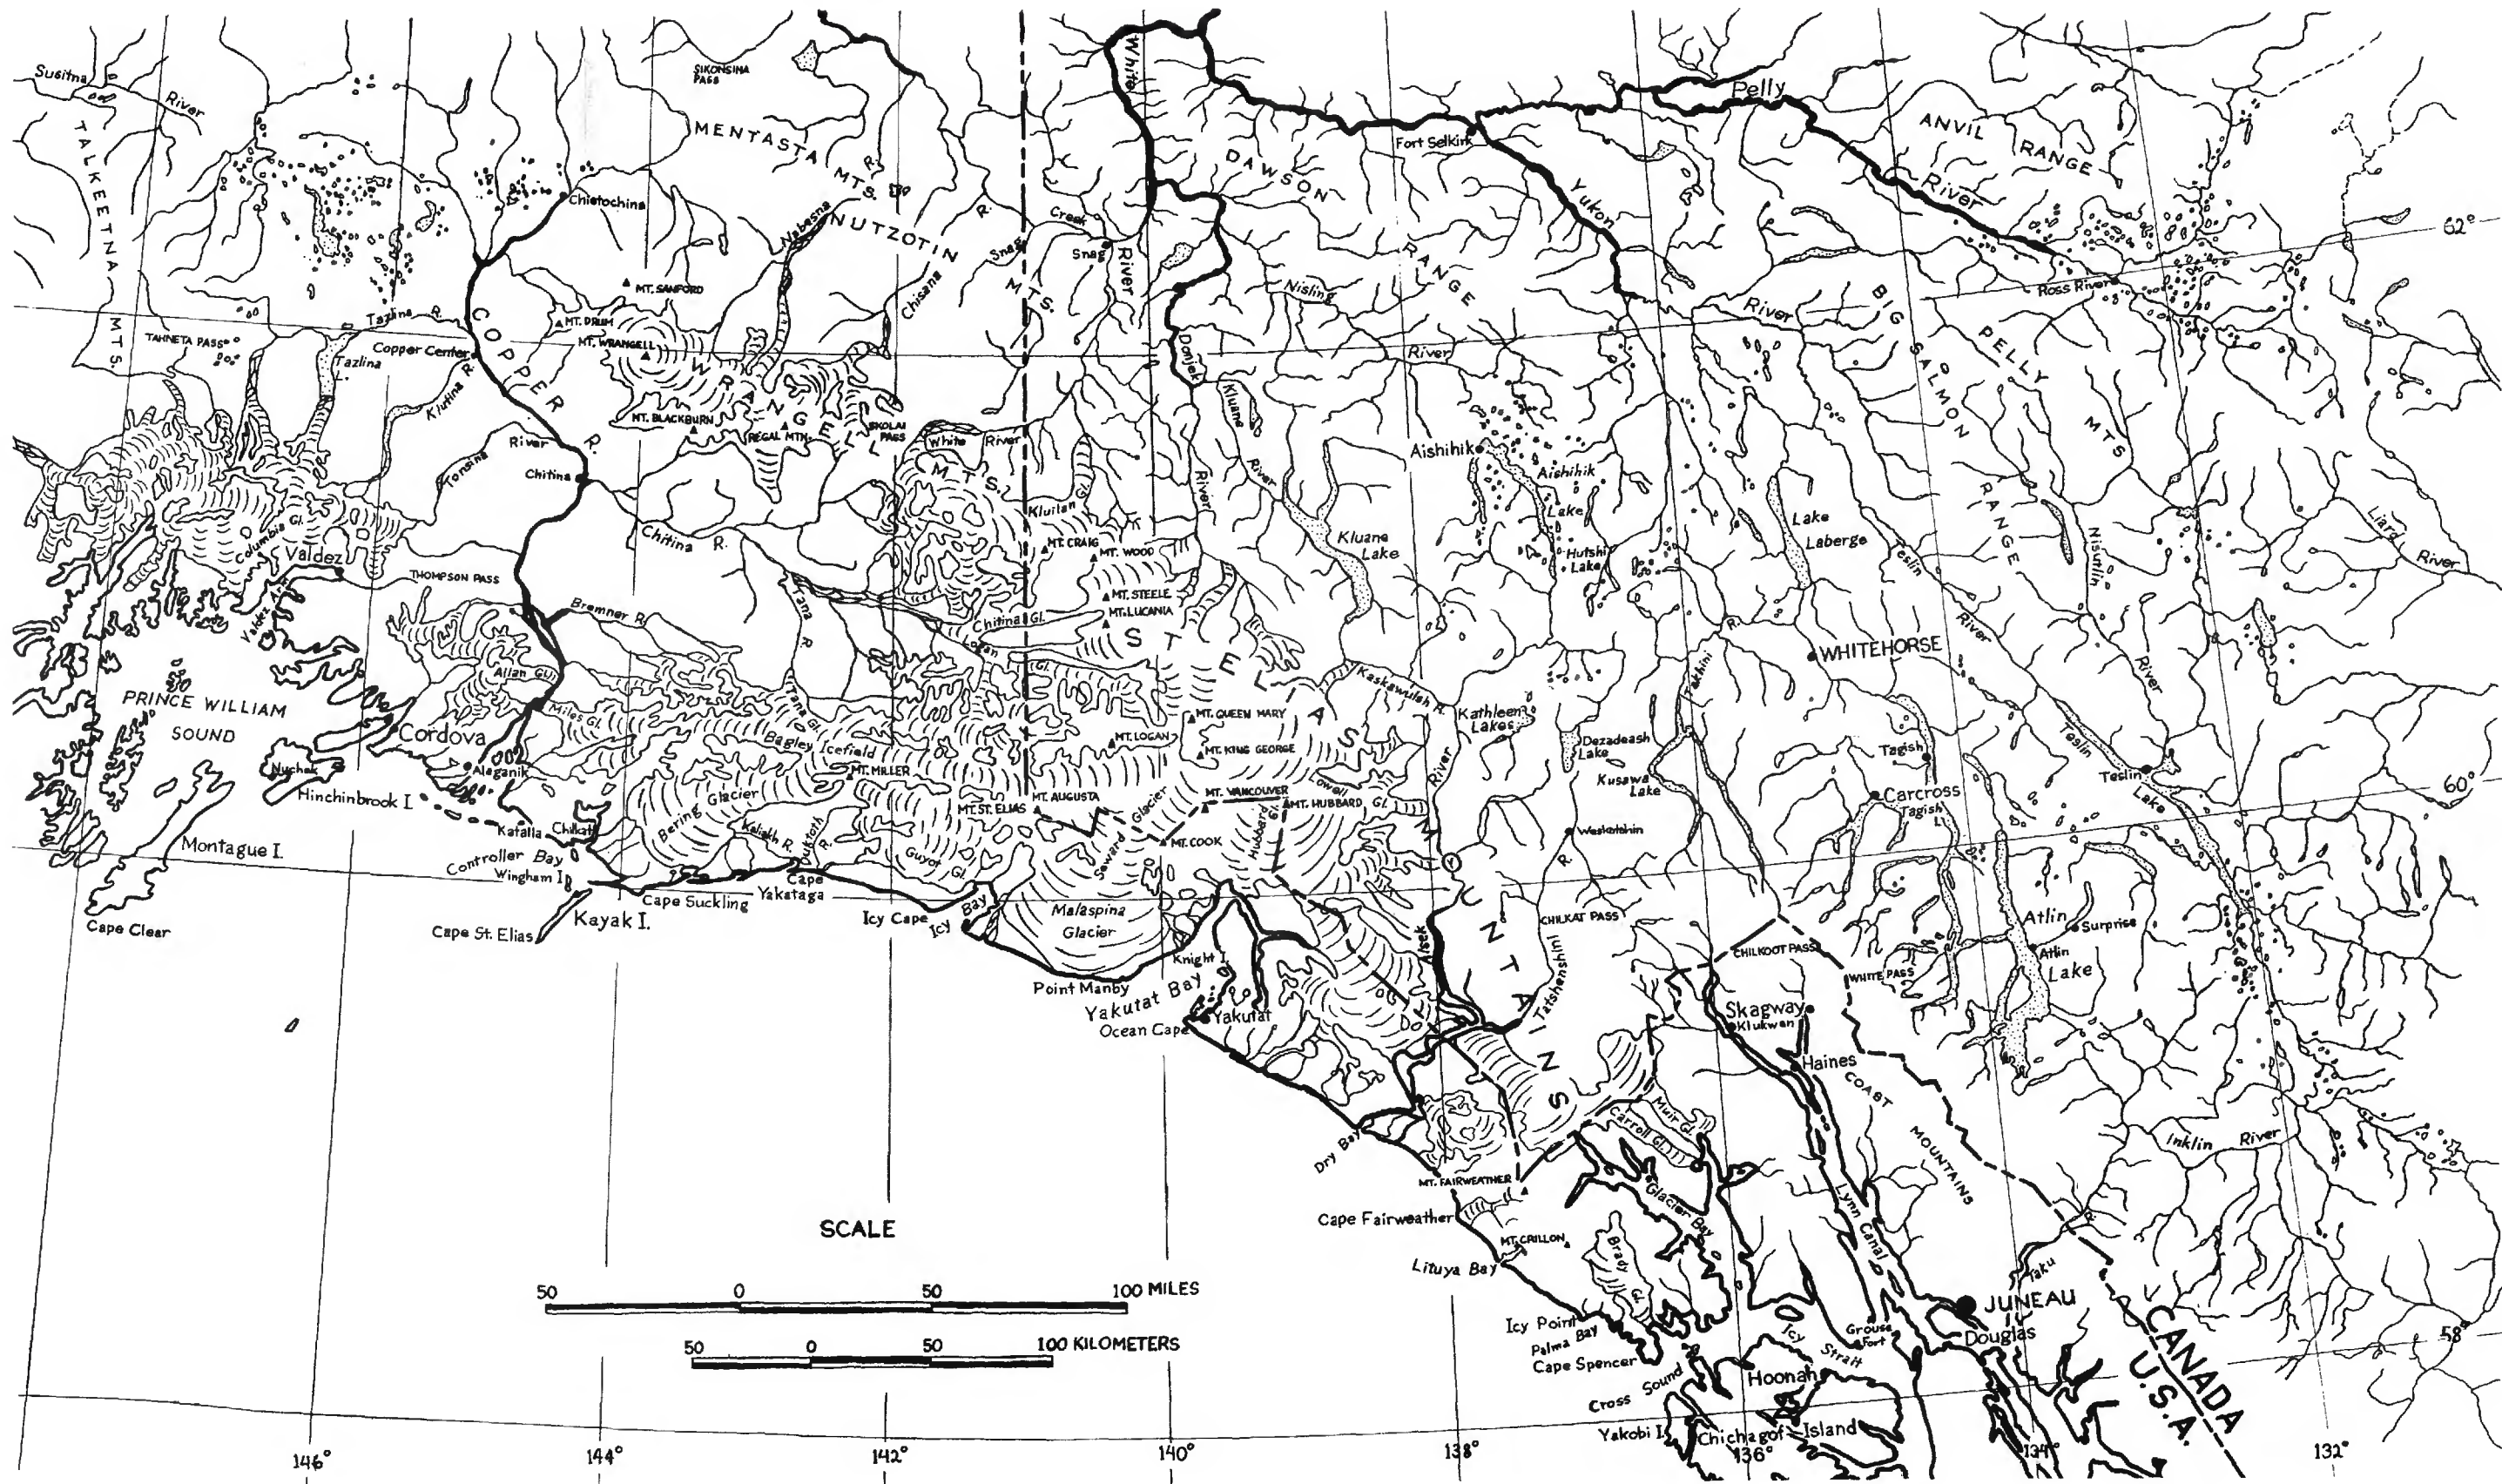 Susitna
River
TALKEETNA MTS.
SIKONSINA
PASS
MENTASTA MTS.
R.
Chistochina
Nabesna
NUTZOTIN MTS.
Snag
R.
Creek
Snag
White
River
DAWSON RANGE
Fort Selkirk
Pelly
River
ANVIL RANGE
Yukon
River
62°
Ross River
MT. SANFORD
Chisana
Nisling
River
Tazlina R.
MT. DRUM
MT. WRANGELL
TAHNETA PASS
Copper Center
Tazlina
L.
Klutina R.
COPPER R.
WRANGELL MTS.
MT. BLACKBURN
REGAL MTN.
SKOLAI
PASS
White River
Donjek
River
Kluane
River
BIG SALMON RANGE
PELLY MTS
Aishihik
Aishihik
Lake
Tonsina
River
Chitina
Kluitan Gl.
Chitina R.
MT. CRAIG
MT. WOOD
Kluane
Lake
Hutshi
Lake
Lake
Laberge
Teslin
River
Nisutlin
River
Liard
River
Columbia Gl.
Valdez
Valdez Arm
THOMPSON PASS
Bremner R.
Tana R.
MT. STEELE
MT. LUCANIA
Chitina Gl.
Logan
Gl.
ST. ELIAS MOUNTAINS
R.
Takhini
WHITEHORSE
PRINCE WILLIAM
SOUND
Allan Gl.
Miles Gl.
Tana Gl.
Bagley Icefield
Kaskawulsh R.
MT. QUEEN MARY
MT. LOGAN
MT. KING GEORGE
Kathleen
Lakes
Dezadeash
Lake
Kusawa
Lake
Tagish
Teslin
Teslin
Lake
60°
Cordova
Nuchek
Alaganik
Hinchinbrook I.
MT. MILLER
MT. ST. ELIAS
MT. AUGUSTA
MT. VANCOUVER
Lowell
Gl.
MT. HUBBARD
Hubbard
Gl.
River
Carcross
Tagish
L.
Weskatahin
Katalla
Chilkat
Bering Glacier
Kaliakh R.
Duktoth
R.
Guyot
Gl.
Seward Glacier
MT. COOK
Montague I.
Controller Bay
Wingham I.
Cape Suckling
Cape
Yakataga
Icy Cape
Icy Bay
Malaspina
Glacier
Cape Clear
Cape St. Elias
Kayak I.
Knight I.
Point Manby
Yakutat Bay
Yakutat
Ocean Cape
Alsek
R.
CHILKAT PASS
Tatshenshini
CHILKOOT PASS
WHITE PASS
Atlin
Surprise
Atlin
Lake
Skagway
Klukwan
Haines
COAST
MOUNTAINS
Inklin River
Dry Bay
Muir Gl.
Carroll Gl.
MT. FAIRWEATHER
Cape Fairweather
Glacier Bay
Lynn Canal
MT. CRILLON
Lituya Bay
Brady
Gl.
R.
Taku
SCALE
50 0 50 100 MILES
50 0 50 100 KILOMETERS
JUNEAU
Douglas
Icy Point
Palma Bay
Cape Spencer
Icy
Strait
Grouse
Fort
58°
CANADA
U.S.A.
Cross Sound
Hoonah
Yakobi I.
Chichagof Island
146°
144°
142°
140°
138°
136°
134°
132°